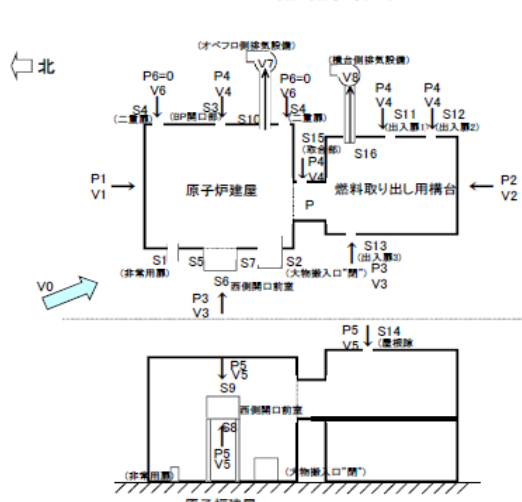 (オペフロ側排気設備)
V7
(構台側排気設備)
V8
北
P6=0
V6
P4
V4
P6=0
V6
P4
V4
P4
V4
S4
(二重扉)
S3
(BP開口部)
S10
S4
(二重扉)
S11
(出入扉1)
S12
(出入扉2)
S15
(取合部)
P4
V4
S16
P1
V1
原子炉建屋
燃料取り出し用構台
P2
V2
P
S1
(非常用扉)
S5
S7
S2
(大物搬入口"閉")
S13
(出入扉3)
P3
V3
S6
西側開口前室
V0
P3
V3
P5
V5
S14
(屋根隙
P5
V5
S9
西側開口前室
S8
P5
V5
(非常用扉)
(大物搬入口"閉")
原子炉建屋